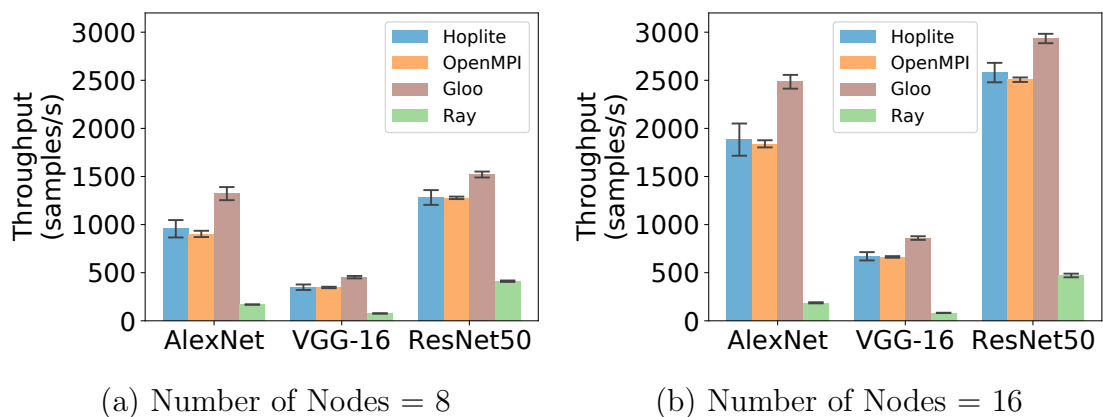 Throughput
(samples/s)
3000
2500
2000
1500
1000
500
0
Hoplite
OpenMPI
Gloo
Ray
AlexNet VGG-16 ResNet50
(a) Number of Nodes = 8
Throughput
(samples/s)
3000
2500
2000
1500
1000
500
0
Hoplite
OpenMPI
Gloo
Ray
AlexNet VGG-16 ResNet50
(b) Number of Nodes = 16